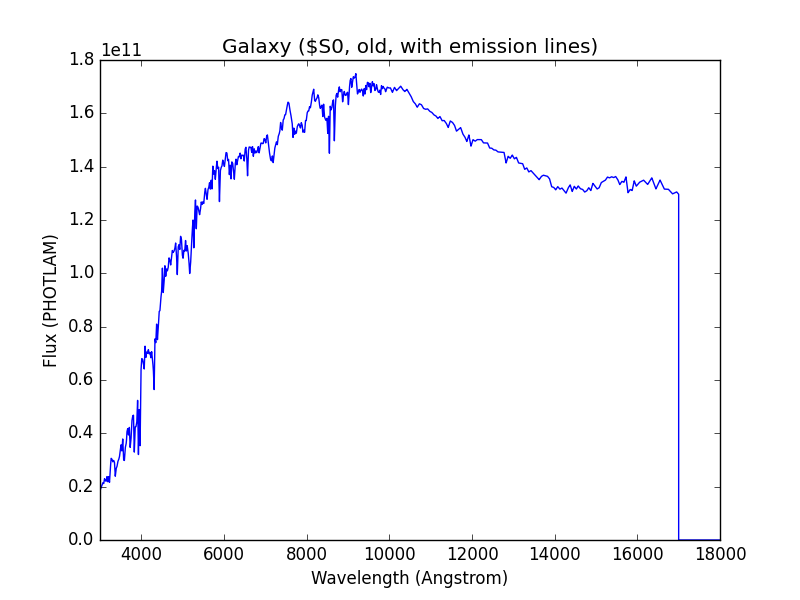 Galaxy ($S0, old, with emission lines)
1e11
1.8
1.6
1.4
1.2
1.0
0.8
0.6
0.4
0.2
0.0
Flux (PHOTLAM)
4000 6000 8000 10000 12000 14000 16000 18000
Wavelength (Angstrom)